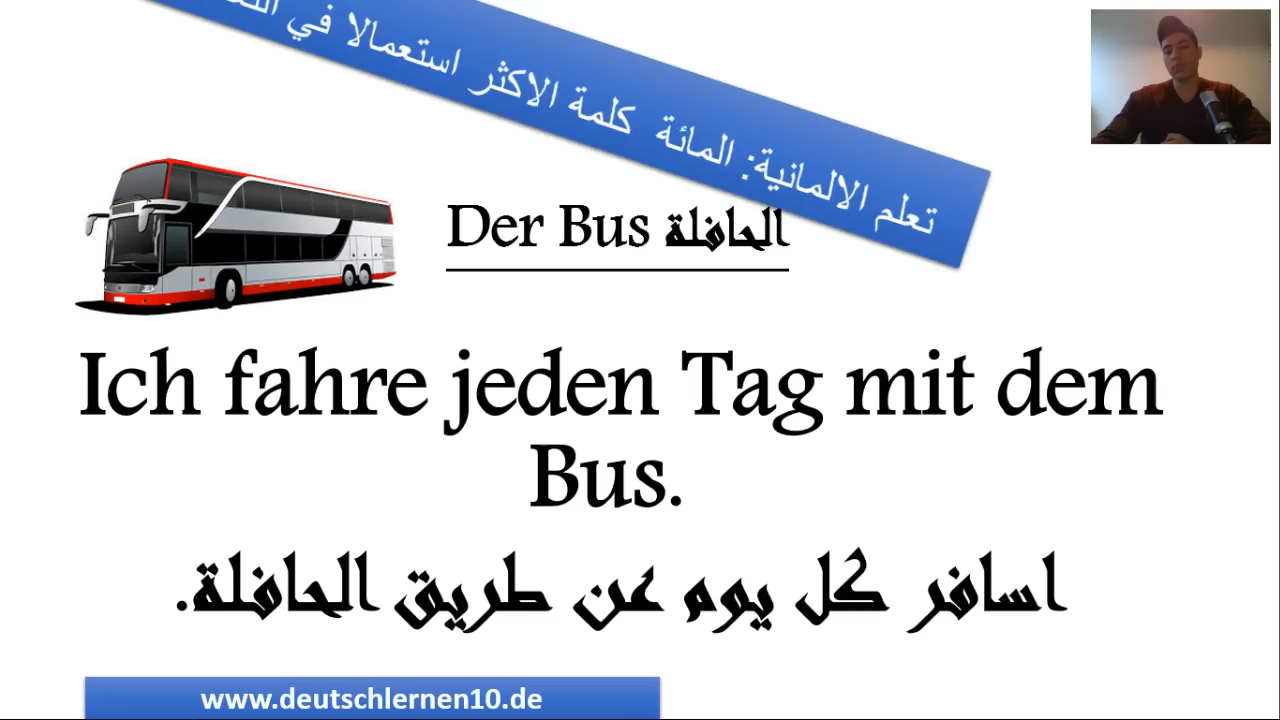 تعلم الالمانية: المائة كلمة الاكثر استعمالا في
Der Bus الحافلة
Ich fahre jeden Tag mit dem
Bus.
اسافر كل يوم عن طريق الحافلة.
www.deutschlernen10.de